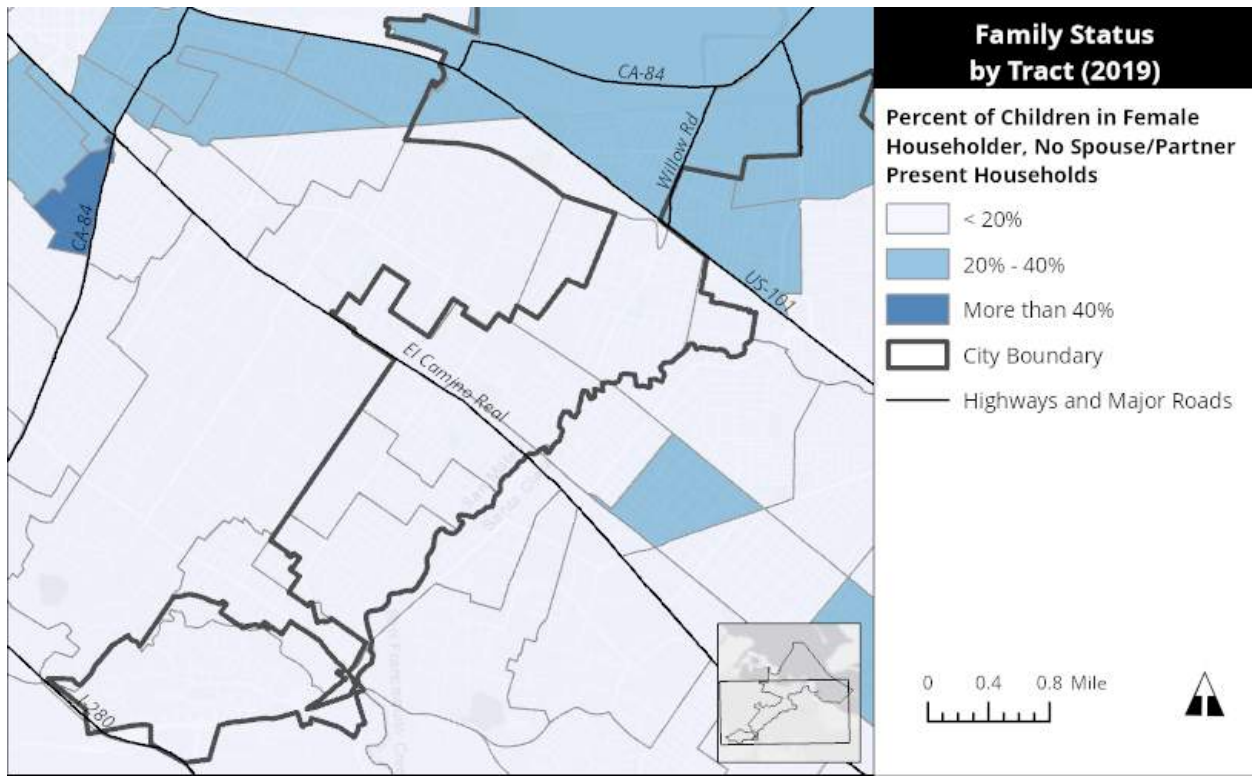 Family Status
by Tract (2019)
Percent of Children in Female
Householder, No Spouse/Partner
Present Households
< 20%
20% - 40%
More than 40%
City Boundary
Highways and Major Roads
0 0.4 0.8 Mile
CA-84
Willow Rd
CA-84
US-101
El Camino Real
I-280